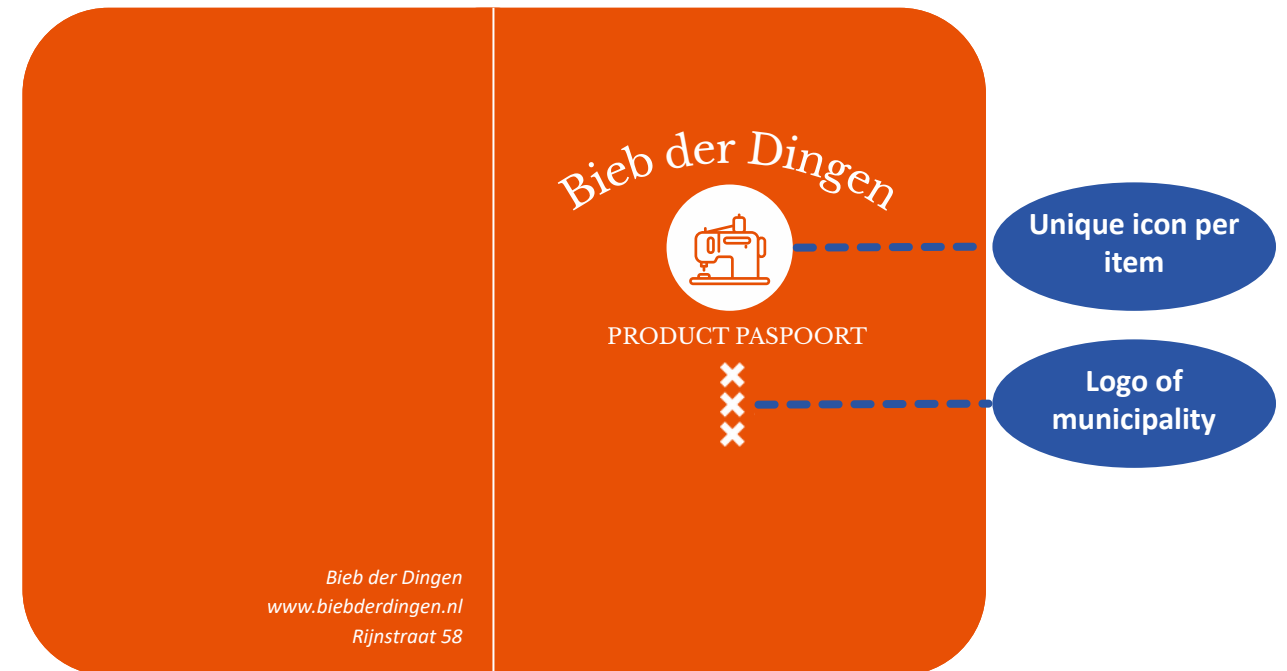 Bieb der Dingen
PRODUCT PASPOORT
Unique icon per
item
Logo of
municipality
Bieb der Dingen
www.biebderdingen.nl
Rijnstraat 58